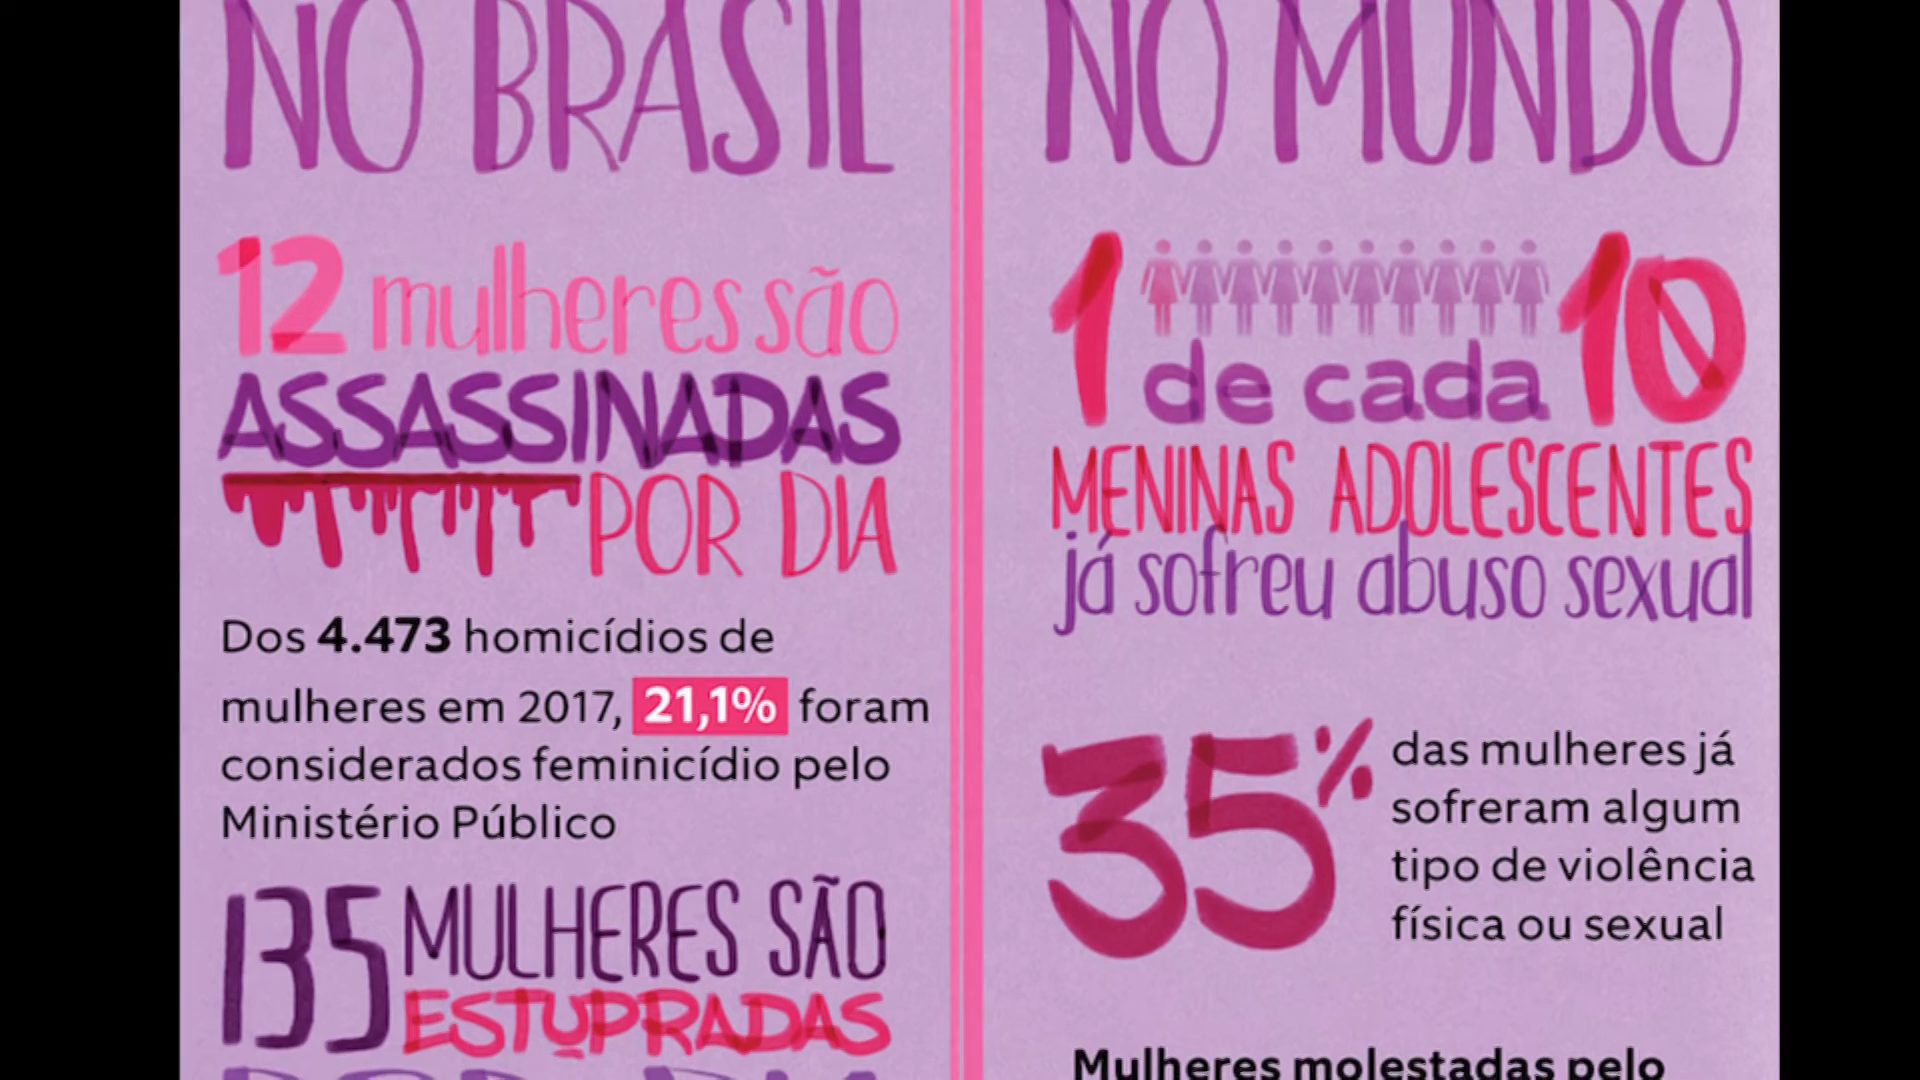 NO BRASIL
12 mulheres são
ASSASSINADAS
POR DIA
Dos 4.473 homicídios de
mulheres em 2017, 21,1% foram
considerados feminicídio pelo
Ministério Público
135 MULHERES SÃO
ESTUPRADAS
POR DIA
NO MUNDO
1 de cada 10
MENINAS ADOLESCENTES
já sofreu abuso sexual
35% das mulheres já
sofreram algum
tipo de violência
física ou sexual
Mulheres molestadas pelo